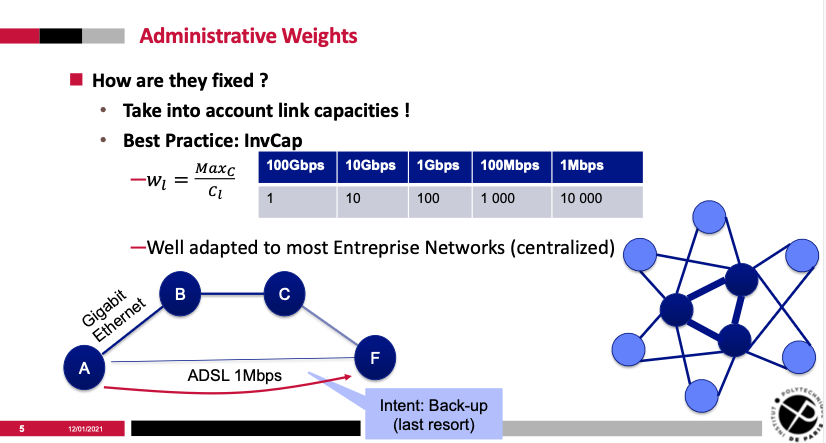 Administrative Weights
How are they fixed ?
• Take into account link capacities !
• Best Practice: InvCap
—w_l = Max_C / C_l
100Gbps 10Gbps 1Gbps 100Mbps 1Mbps
1 10 100 1 000 10 000
—Well adapted to most Entreprise Networks (centralized)
Gigabit
Ethernet
B
C
A
F
ADSL 1Mbps
Intent: Back-up
(last resort)
5
12/01/2021
INSTITUT POLYTECHNIQUE DE PARIS